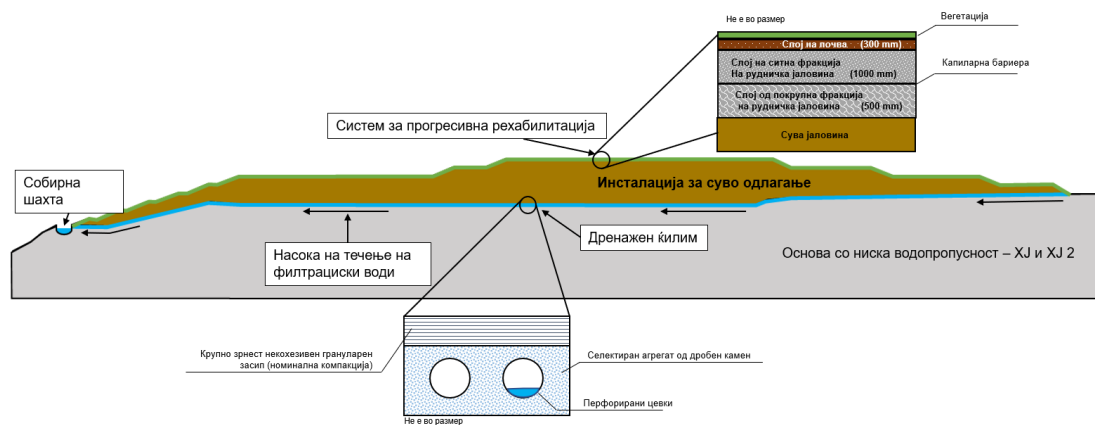 Не е во размер
Вегетација
Слој на почва (300 mm)
Слој на ситна фракција
На рудничка јаловина (1000 mm)
Капиларна бариера
Слој од покрупна фракција
на рудничка јаловина (500 mm)
Сува јаловина
Систем за прогресивна рехабилитација
Собирна
шахта
Инсталација за суво одлагање
Насока на течење на
филтрациски води
Дренажен ќилим
Основа со ниска водопропусност – ХЈ и ХЈ 2
Крупно зрнест некохезивен грануларен
засип (номинална компакција)
Селектиран агрегат од дробен камен
Перфорирани цевки
Не е во размер